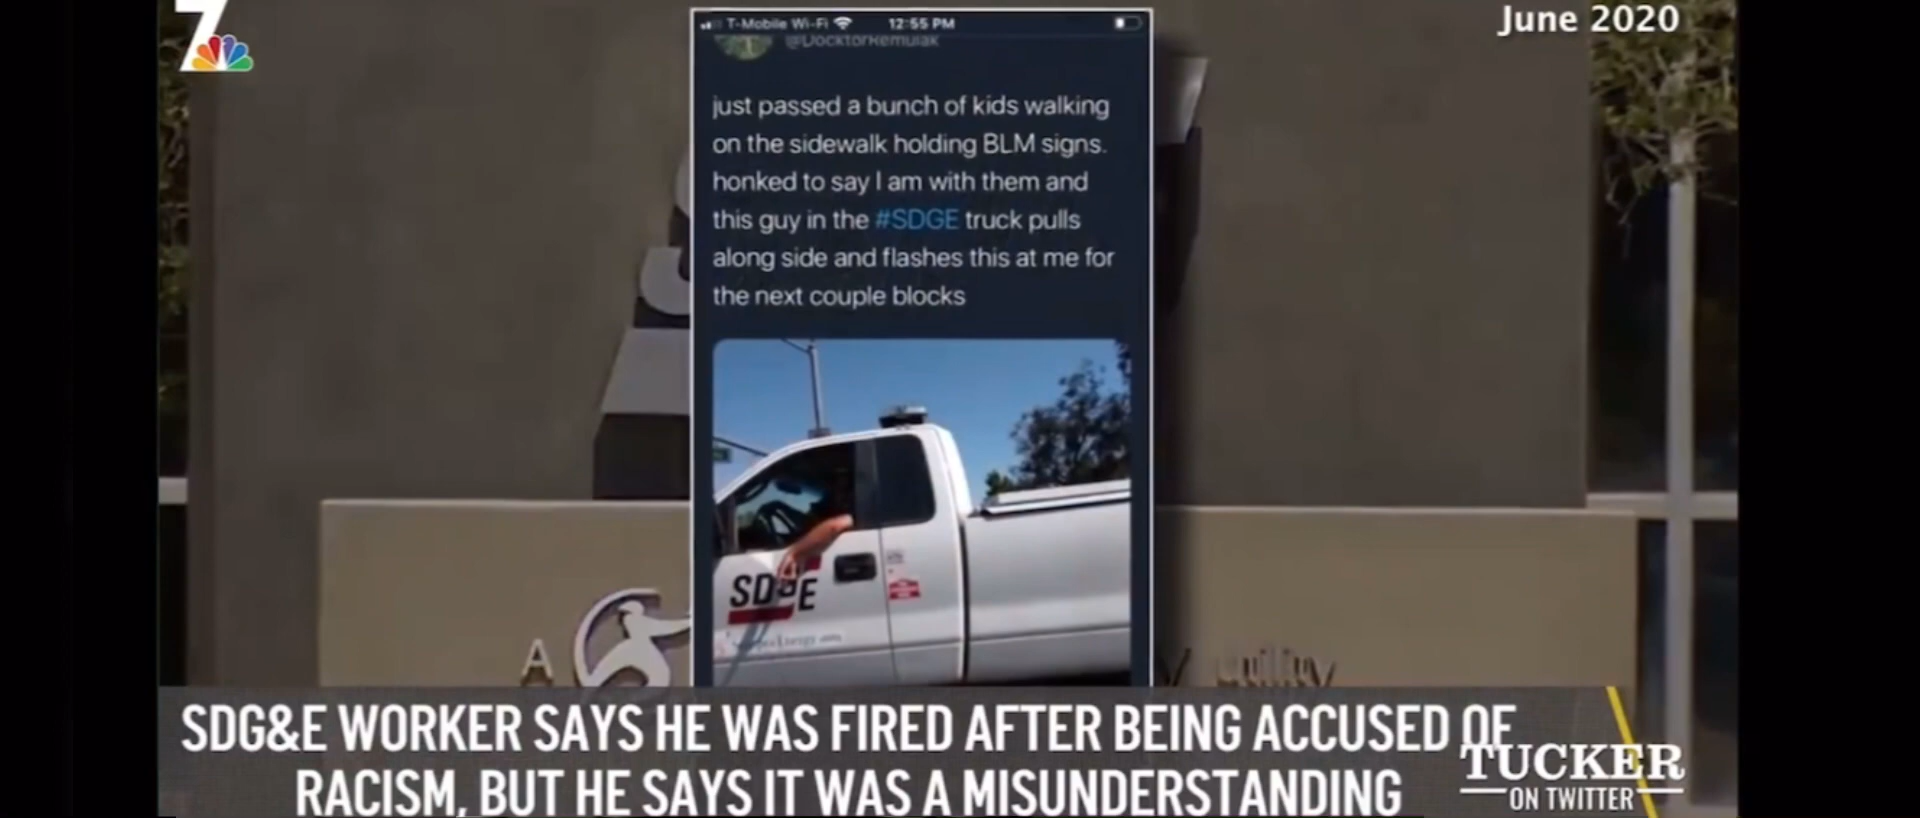 7
June 2020
T-Mobile Wi-Fi 12:55 PM
@DocktorRemulak
just passed a bunch of kids walking
on the sidewalk holding BLM signs.
honked to say I am with them and
this guy in the #SDGE truck pulls
along side and flashes this at me for
the next couple blocks
SDGE
A
utility
SDG&E WORKER SAYS HE WAS FIRED AFTER BEING ACCUSED OF
RACISM, BUT HE SAYS IT WAS A MISUNDERSTANDING
TUCKER
ON TWITTER